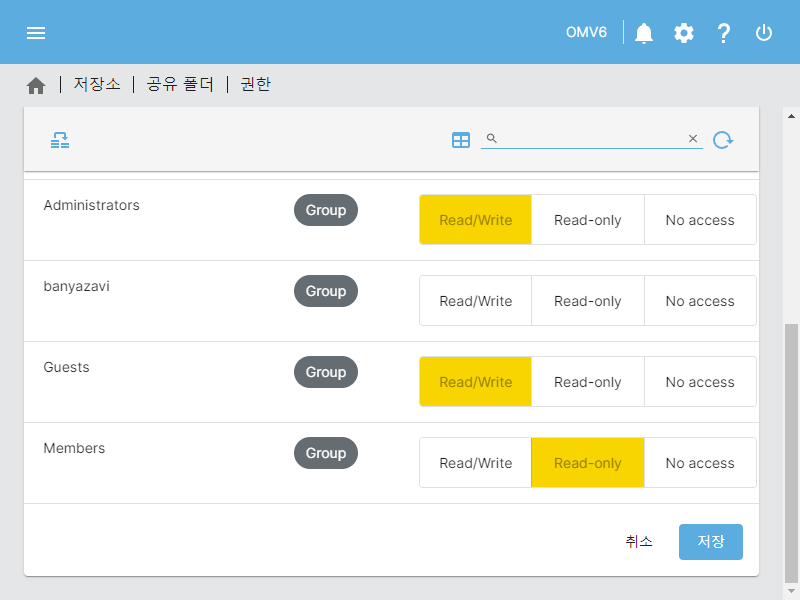 OMV6
저장소 | 공유 폴더 | 권한
Administrators Group Read/Write Read-only No access
banyazavi Group Read/Write Read-only No access
Guests Group Read/Write Read-only No access
Members Group Read/Write Read-only No access
취소 저장